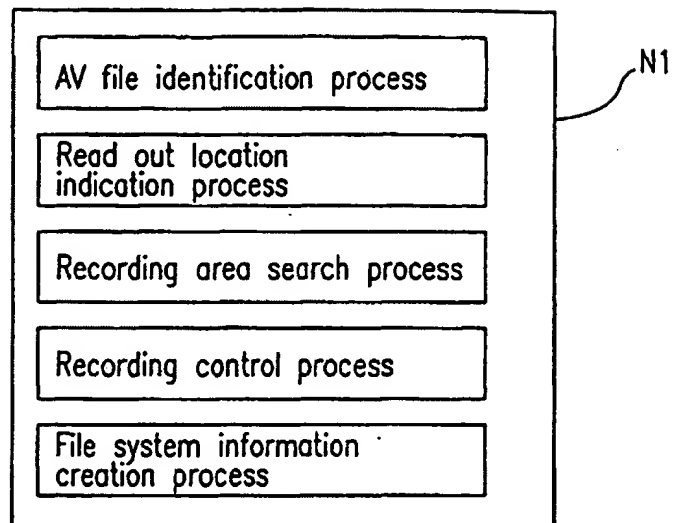 AV file identification process
N1
Read out location
indication process
Recording area search process
Recording control process
File system information
creation process